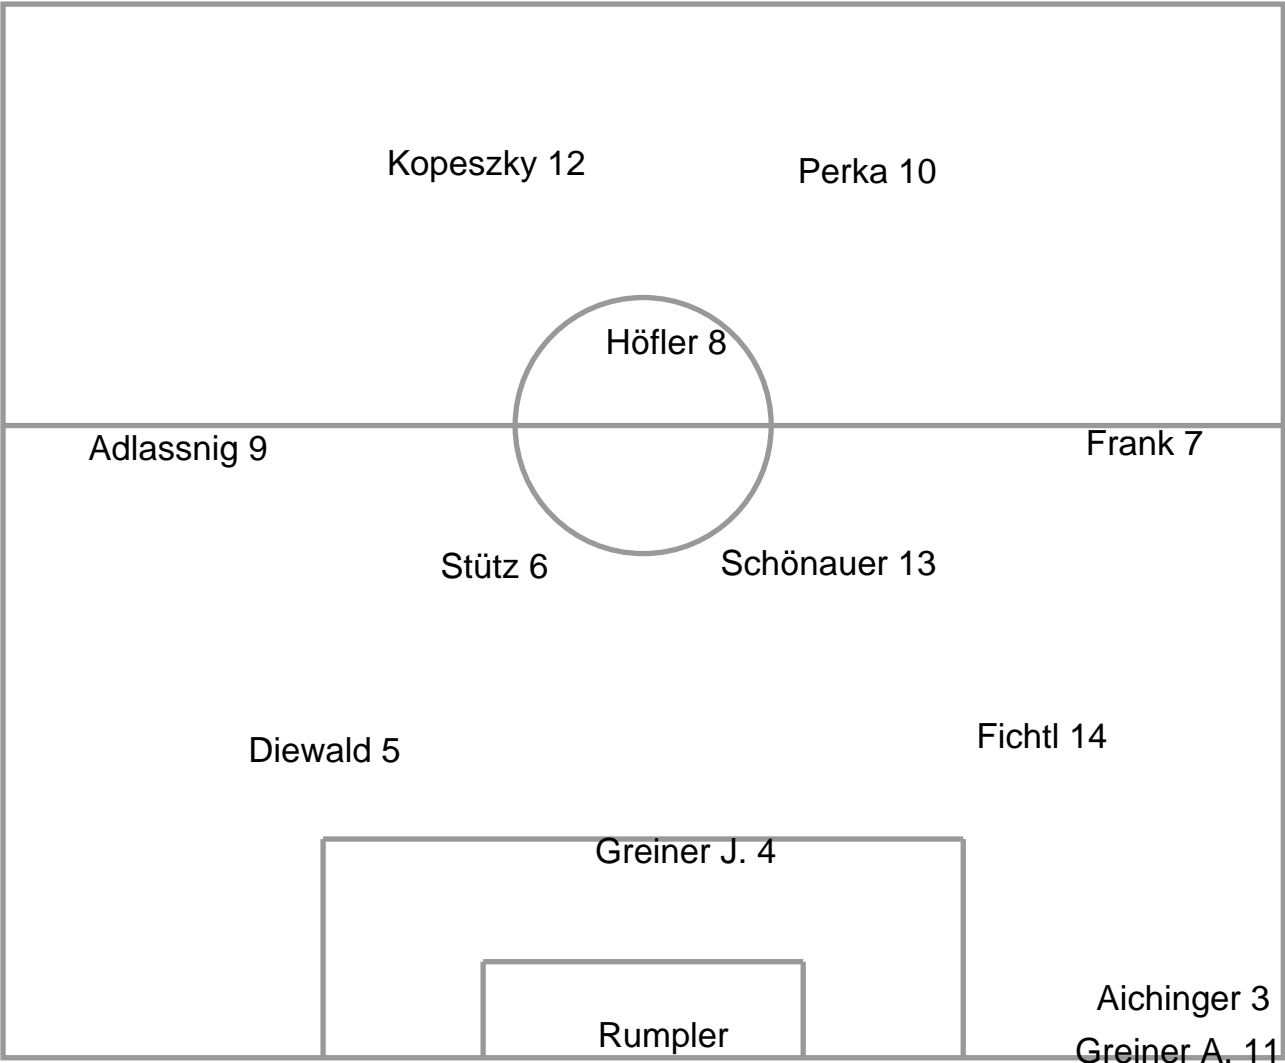 Kopeszky 12
Perka 10
Höfler 8
Adlassnig 9
Frank 7
Stütz 6
Schönauer 13
Diewald 5
Fichtl 14
Greiner J. 4
Aichinger 3
Rumpler
Greiner A. 11